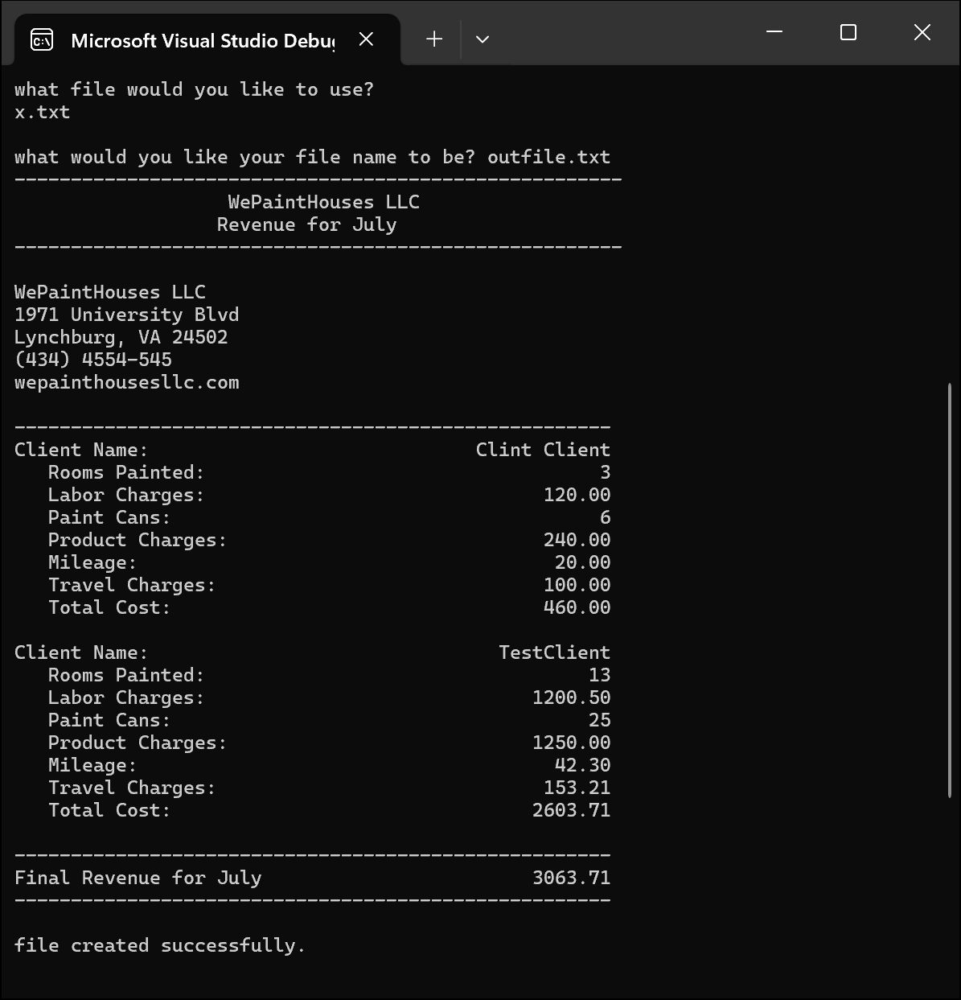 Microsoft Visual Studio Debug
what file would you like to use?
x.txt
what would you like your file name to be? outfile.txt
------------------------------------------------------
WePaintHouses LLC
Revenue for July
------------------------------------------------------
WePaintHouses LLC
1971 University Blvd
Lynchburg, VA 24502
(434) 4554-545
wepainthousesllc.com
-----------------------------------------------------
Client Name: Clint Client
Rooms Painted: 3
Labor Charges: 120.00
Paint Cans: 6
Product Charges: 240.00
Mileage: 20.00
Travel Charges: 100.00
Total Cost: 460.00
Client Name: TestClient
Rooms Painted: 13
Labor Charges: 1200.50
Paint Cans: 25
Product Charges: 1250.00
Mileage: 42.30
Travel Charges: 153.21
Total Cost: 2603.71
-----------------------------------------------------
Final Revenue for July 3063.71
-----------------------------------------------------
file created successfully.